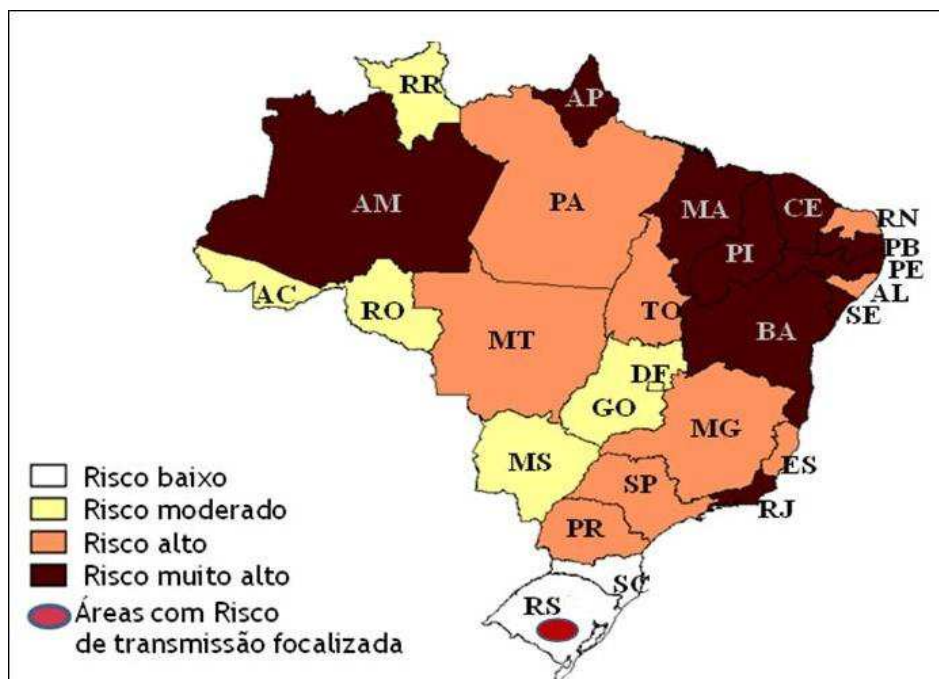 RR
AP
AM
PA
MA
CE
RN
PI
PB
PE
AC
RO
TO
AL
SE
MT
BA
DF
GO
MG
MS
ES
SP
RJ
PR
SC
RS
Risco baixo
Risco moderado
Risco alto
Risco muito alto
Áreas com Risco
de transmissão focalizada